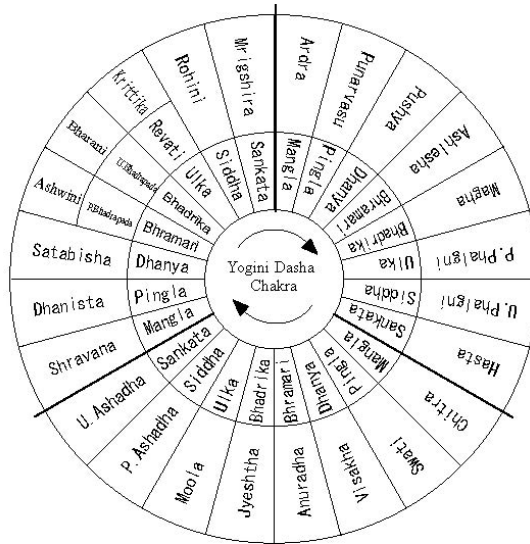 Ardra
Punarvasu
Pushya
Ashlesha
Magha
P.Phalgni
U.Phalgni
Hasta
Chitra
Swati
Visakha
Anuradha
Jyeshtha
Moola
P.Ashadha
U.Ashadha
Shravana
Dhanista
Satabisha
Ashwini
Bharani
Krittika
Rohini
Mrigshira
P.Bhadrapada
U.Bhadrapada
Revati
Mangla
Pingla
Dhanya
Bhramari
Bhadrika
Ulka
Siddha
Sankata
Mangla
Pingla
Dhanya
Bhramari
Bhadrika
Ulka
Siddha
Sankata
Mangla
Pingla
Dhanya
Bhramari
Bhadrika
Ulka
Siddha
Sankata
Yogini Dasha
Chakra